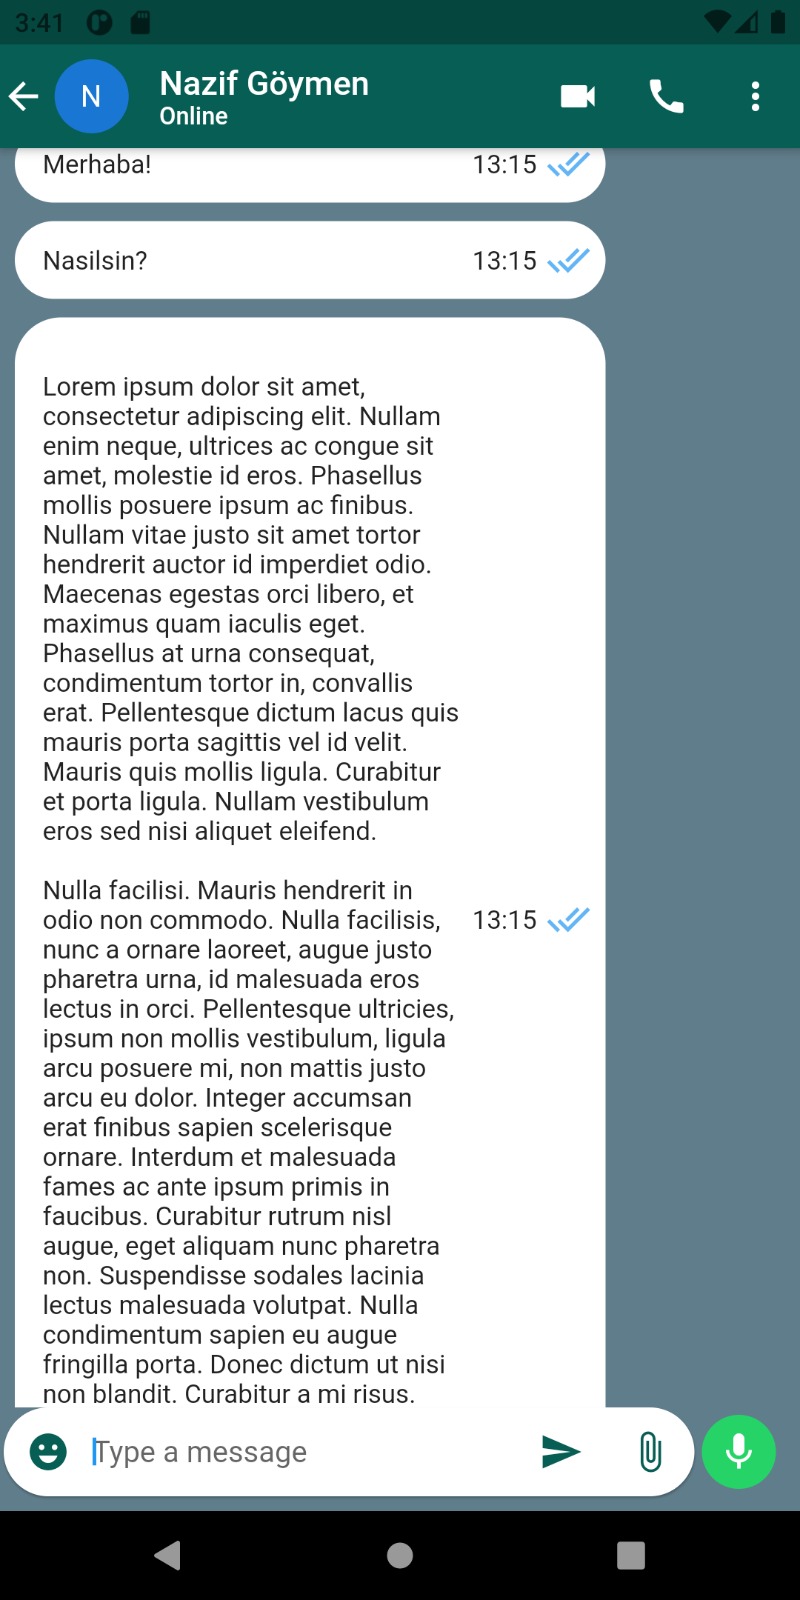 3:41
N
Nazif Göymen
Online
Merhaba!
13:15
Nasilsin?
13:15
Lorem ipsum dolor sit amet,
consectetur adipiscing elit. Nullam
enim neque, ultrices ac congue sit
amet, molestie id eros. Phasellus
mollis posuere ipsum ac finibus.
Nullam vitae justo sit amet tortor
hendrerit auctor id imperdiet odio.
Maecenas egestas orci libero, et
maximus quam iaculis eget.
Phasellus at urna consequat,
condimentum tortor in, convallis
erat. Pellentesque dictum lacus quis
mauris porta sagittis vel id velit.
Mauris quis mollis ligula. Curabitur
et porta ligula. Nullam vestibulum
eros sed nisi aliquet eleifend.
Nulla facilisi. Mauris hendrerit in
odio non commodo. Nulla facilisis,
nunc a ornare laoreet, augue justo
pharetra urna, id malesuada eros
lectus in orci. Pellentesque ultricies,
ipsum non mollis vestibulum, ligula
arcu posuere mi, non mattis justo
arcu eu dolor. Integer accumsan
erat finibus sapien scelerisque
ornare. Interdum et malesuada
fames ac ante ipsum primis in
faucibus. Curabitur rutrum nisl
augue, eget aliquam nunc pharetra
non. Suspendisse sodales lacinia
lectus malesuada volutpat. Nulla
condimentum sapien eu augue
fringilla porta. Donec dictum ut nisi
non blandit. Curabitur a mi risus.
13:15
Type a message